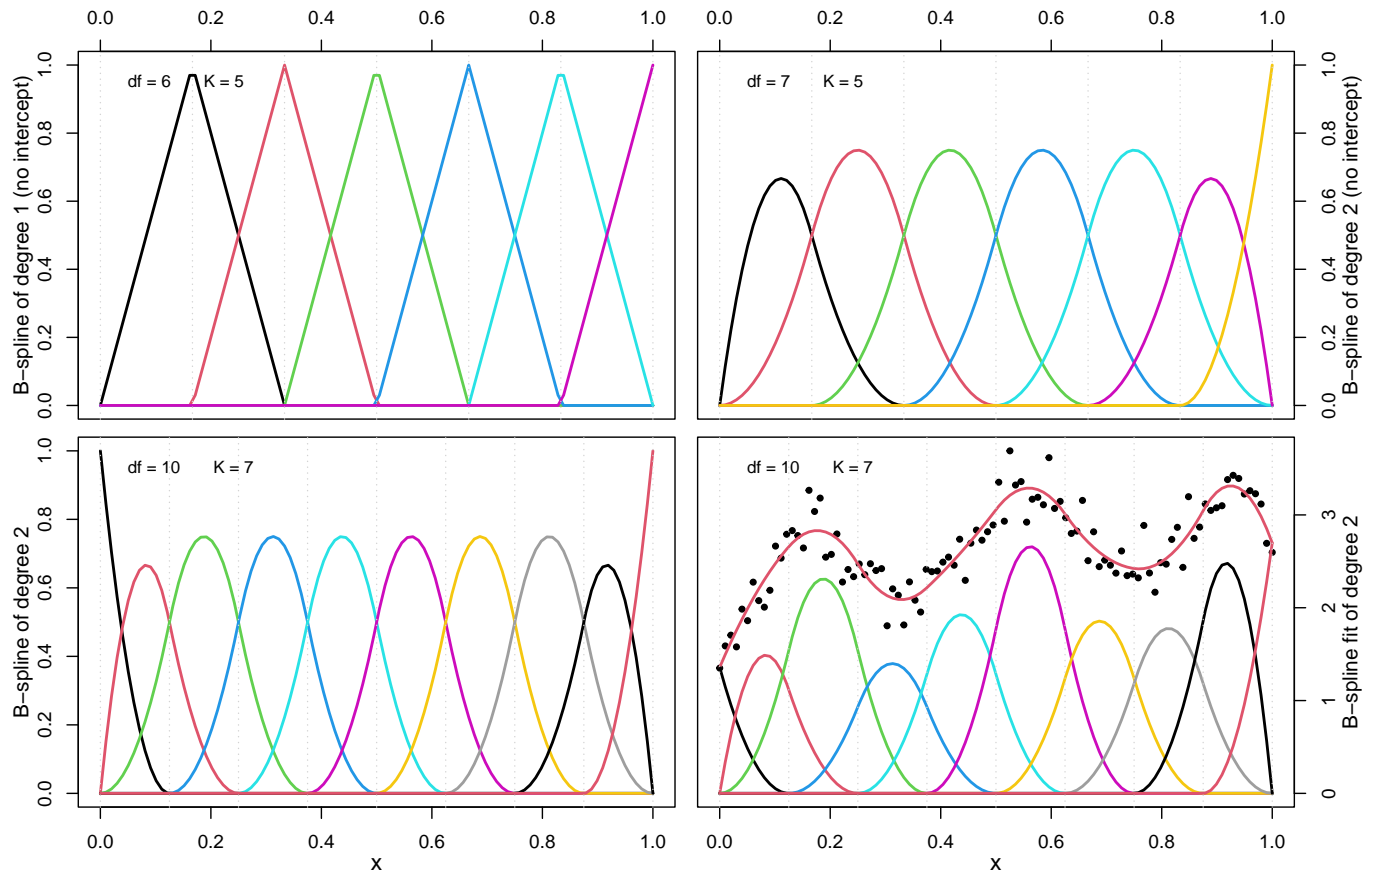 0.0 0.2 0.4 0.6 0.8 1.0
0.0 0.2 0.4 0.6 0.8 1.0
B−spline of degree 1 (no intercept)
0.0 0.2 0.4 0.6 0.8 1.0
df = 6 K = 5
df = 7 K = 5
0.0 0.2 0.4 0.6 0.8 1.0
B−spline of degree 2 (no intercept)
B−spline of degree 2
0.0 0.2 0.4 0.6 0.8 1.0
df = 10 K = 7
df = 10 K = 7
0 1 2 3
B−spline fit of degree 2
0.0 0.2 0.4 0.6 0.8 1.0
x
0.0 0.2 0.4 0.6 0.8 1.0
x